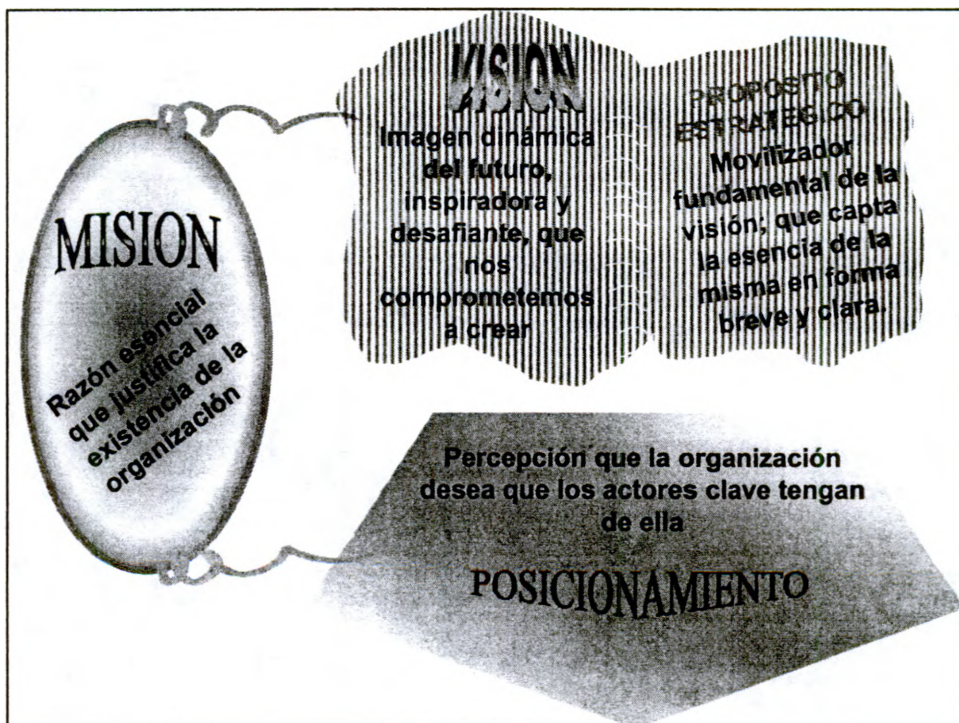 MISION
Razón esencial
que justifica la
existencia de la
organización
VISION
Imagen dinámica
del futuro,
inspiradora y
desafiante, que
nos
comprometemos
a crear
PROPOSITO
ESTRATEGICO
Movilizador
fundamental de la
visión; que capta
la esencia de la
misma en forma
breve y clara.
Percepción que la organización
desea que los actores clave tengan
de ella
POSICIONAMIENTO